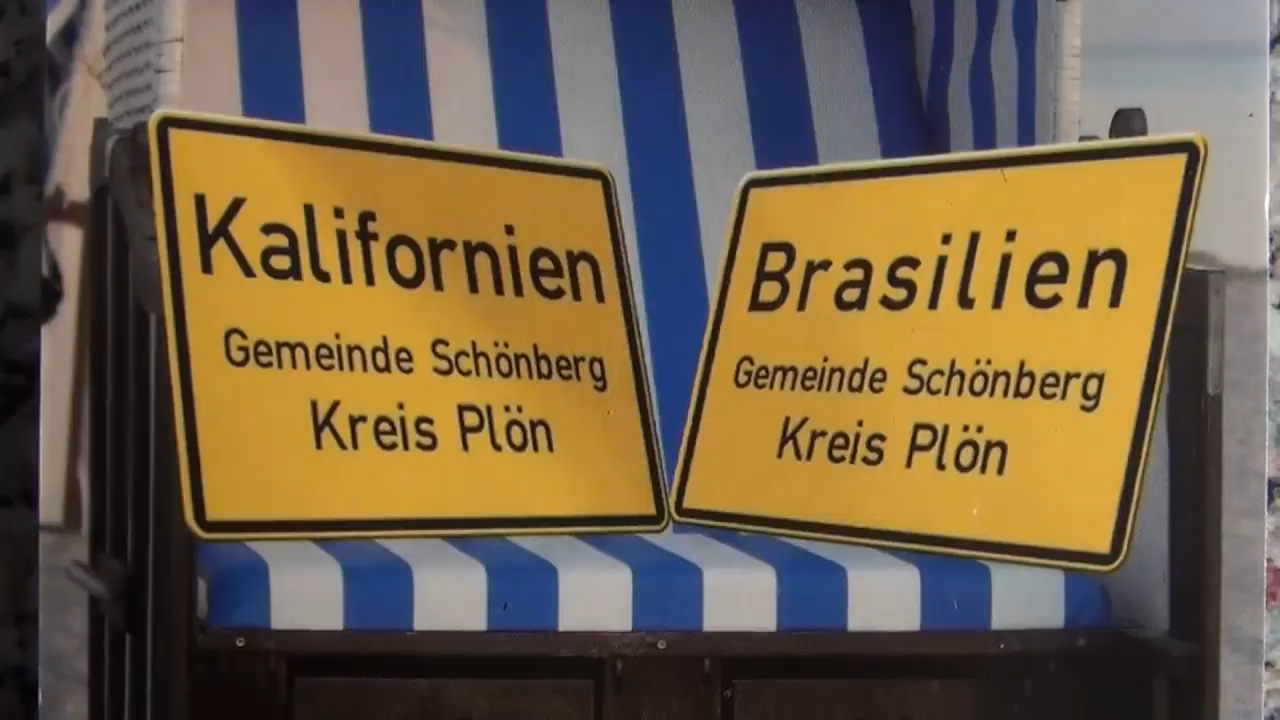 Kalifornien
Gemeinde Schönberg
Kreis Plön
Brasilien
Gemeinde Schönberg
Kreis Plön